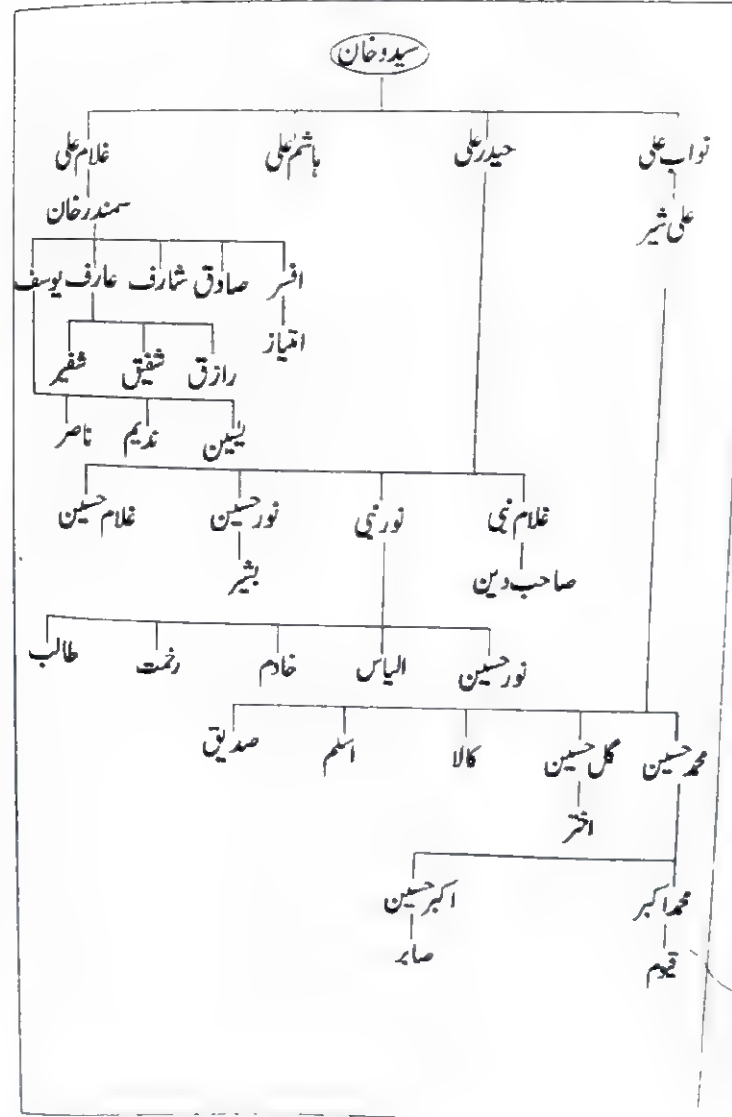 سیدو خان
نواب علی حیدر علی ہاشم علی غلام علی
علی شیر سمندر خان
افسر صادق شارف عارف یوسف
امتیاز
رازق شفیق شفیر
یٰسین ندیم ناصر
غلام نبی نور نبی نور حسین غلام حسین
صاحب دین بشیر
نور حسین الیاس خادم رخمت طالب
محمد حسین گل حسین کالا اسلم صدیق
اختر
محمد اکبر اکبر حسین
قیوم صابر